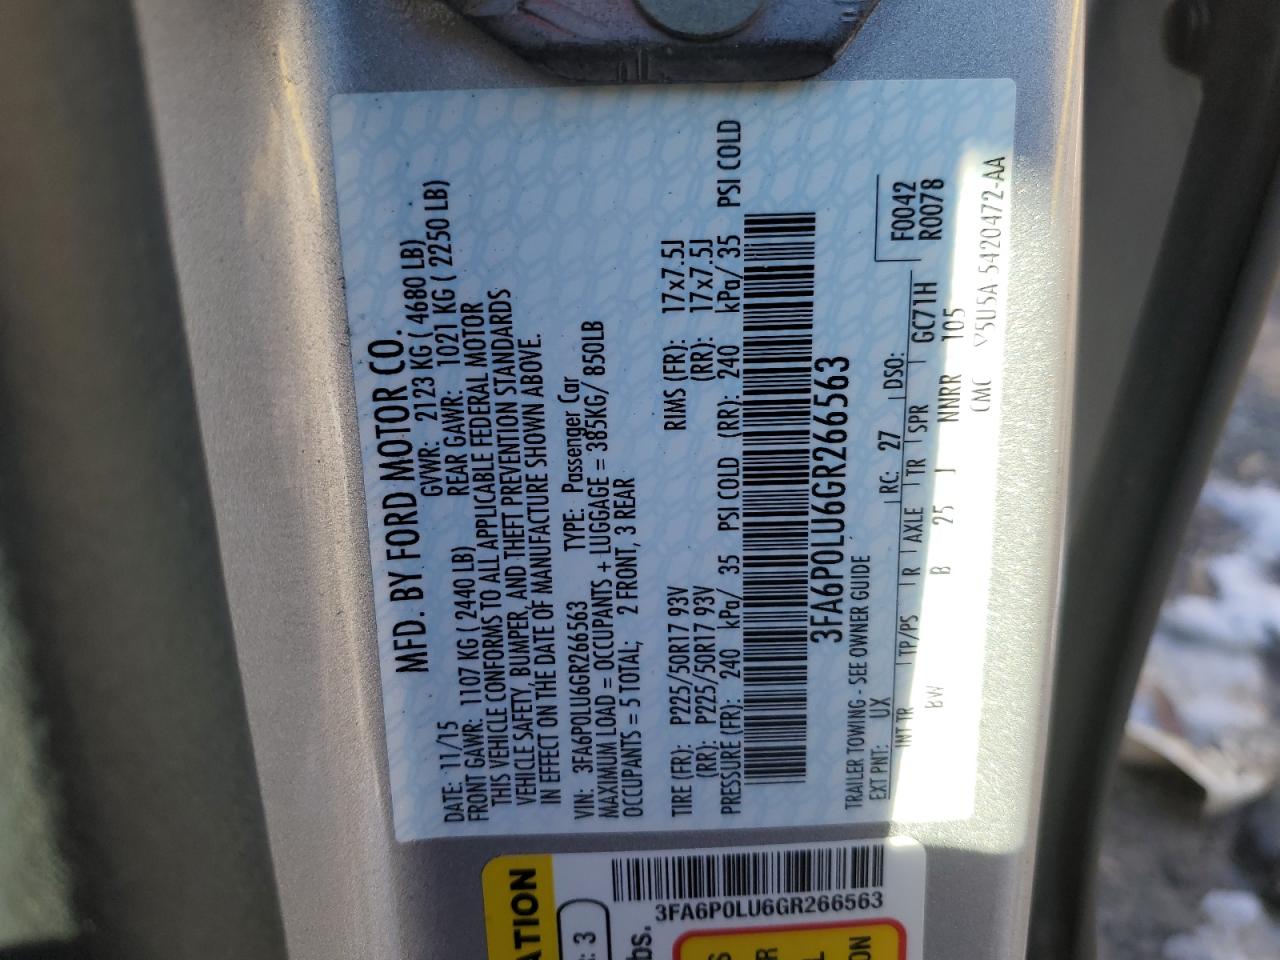 MFD. BY FORD MOTOR CO.
DATE: 11/15 GVWR: 2123 KG ( 4680 LB)
FRONT GAWR: 1107 KG ( 2440 LB) REAR GAWR: 1021 KG ( 2250 LB)
THIS VEHICLE CONFORMS TO ALL APPLICABLE FEDERAL MOTOR
VEHICLE SAFETY, BUMPER, AND THEFT PREVENTION STANDARDS
IN EFFECT ON THE DATE OF MANUFACTURE SHOWN ABOVE.
VIN: 3FA6P0LU6GR266563 TYPE: Passenger Car
MAXIMUM LOAD = OCCUPANTS + LUGGAGE = 385KG/ 850LB
OCCUPANTS = 5 TOTAL; 2 FRONT, 3 REAR
TIRE (FR): P225/50R17 93V RIMS (FR): 17x7.5J
(RR): P225/50R17 93V (RR): 17x7.5J
PRESSURE (FR): 240 kPa/ 35 PSI COLD (RR): 240 kPa/ 35 PSI COLD
3FA6P0LU6GR266563
TRAILER TOWING - SEE OWNER GUIDE
EXT PNT: UX RC: 27 DSO: F0042
R0078
INT TR TP/PS R AXLE TR SPR GC71H
BW B 25 J NNRR 105
CMC 5U5A 5420472-AA
3FA6P0LU6GR266563